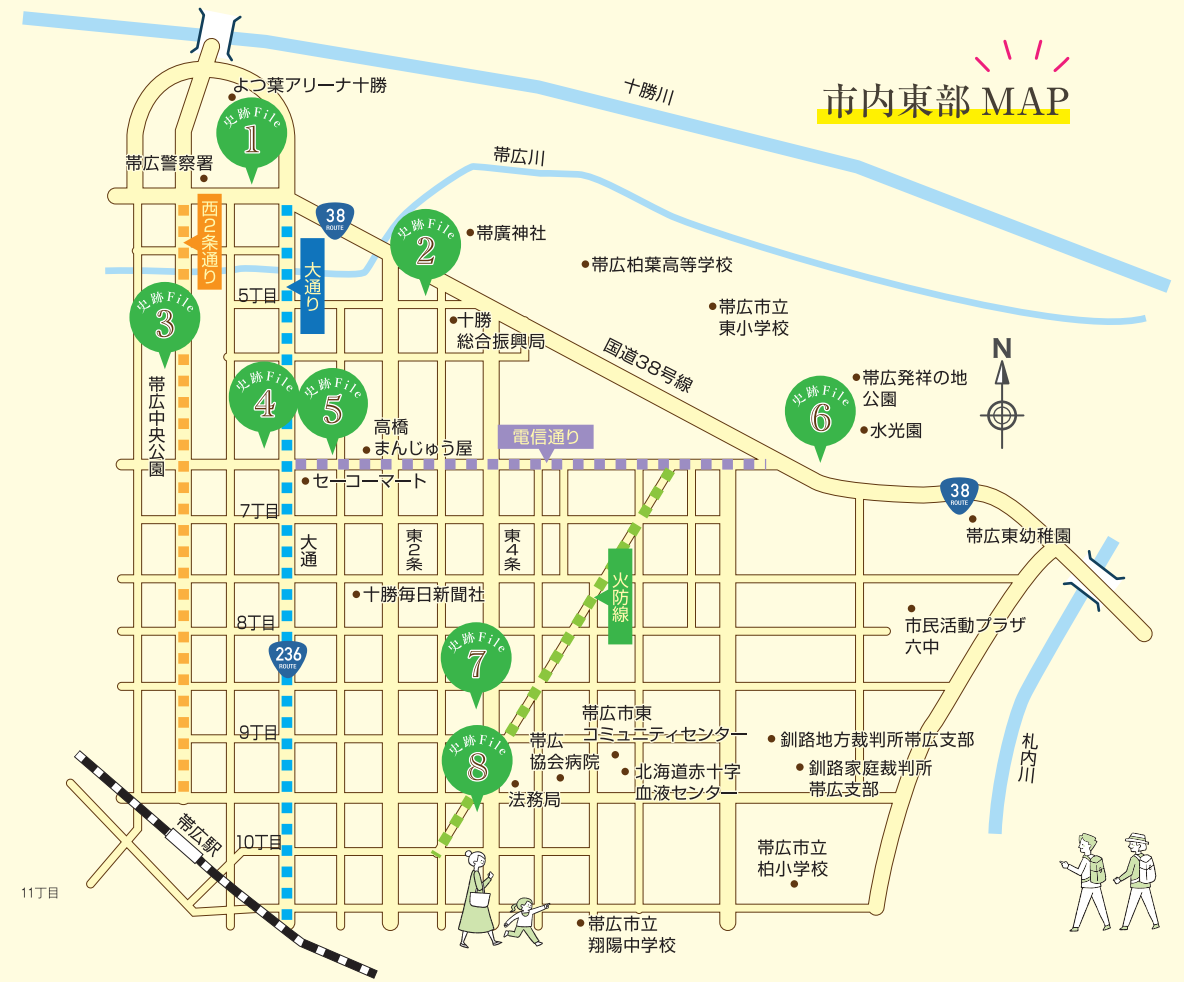 市内東部 MAP
十勝川
よつ葉アリーナ十勝
史跡File
1
帯広警察署
帯広川
西2条通り
38
ROUTE
大通り
史跡File
2
帯廣神社
帯広柏葉高等学校
5丁目
史跡File
3
十勝
総合振興局
帯広市立
東小学校
国道38号線
N
帯広中央公園
史跡File
4
史跡File
5
史跡File
6
帯広発祥の地
公園
水光園
高橋
まんじゅう屋
電信通り
セーコーマート
38
ROUTE
7丁目
大通
東2条
東4条
帯広東幼稚園
火防線
十勝毎日新聞社
8丁目
市民活動プラザ
六中
236
ROUTE
史跡File
7
9丁目
帯広市東
コミュニティセンター
帯広
協会病院
史跡File
8
法務局
北海道赤十字
血液センター
釧路地方裁判所帯広支部
釧路家庭裁判所
帯広支部
札内川
帯広駅
10丁目
帯広市立
柏小学校
11丁目
帯広市立
翔陽中学校